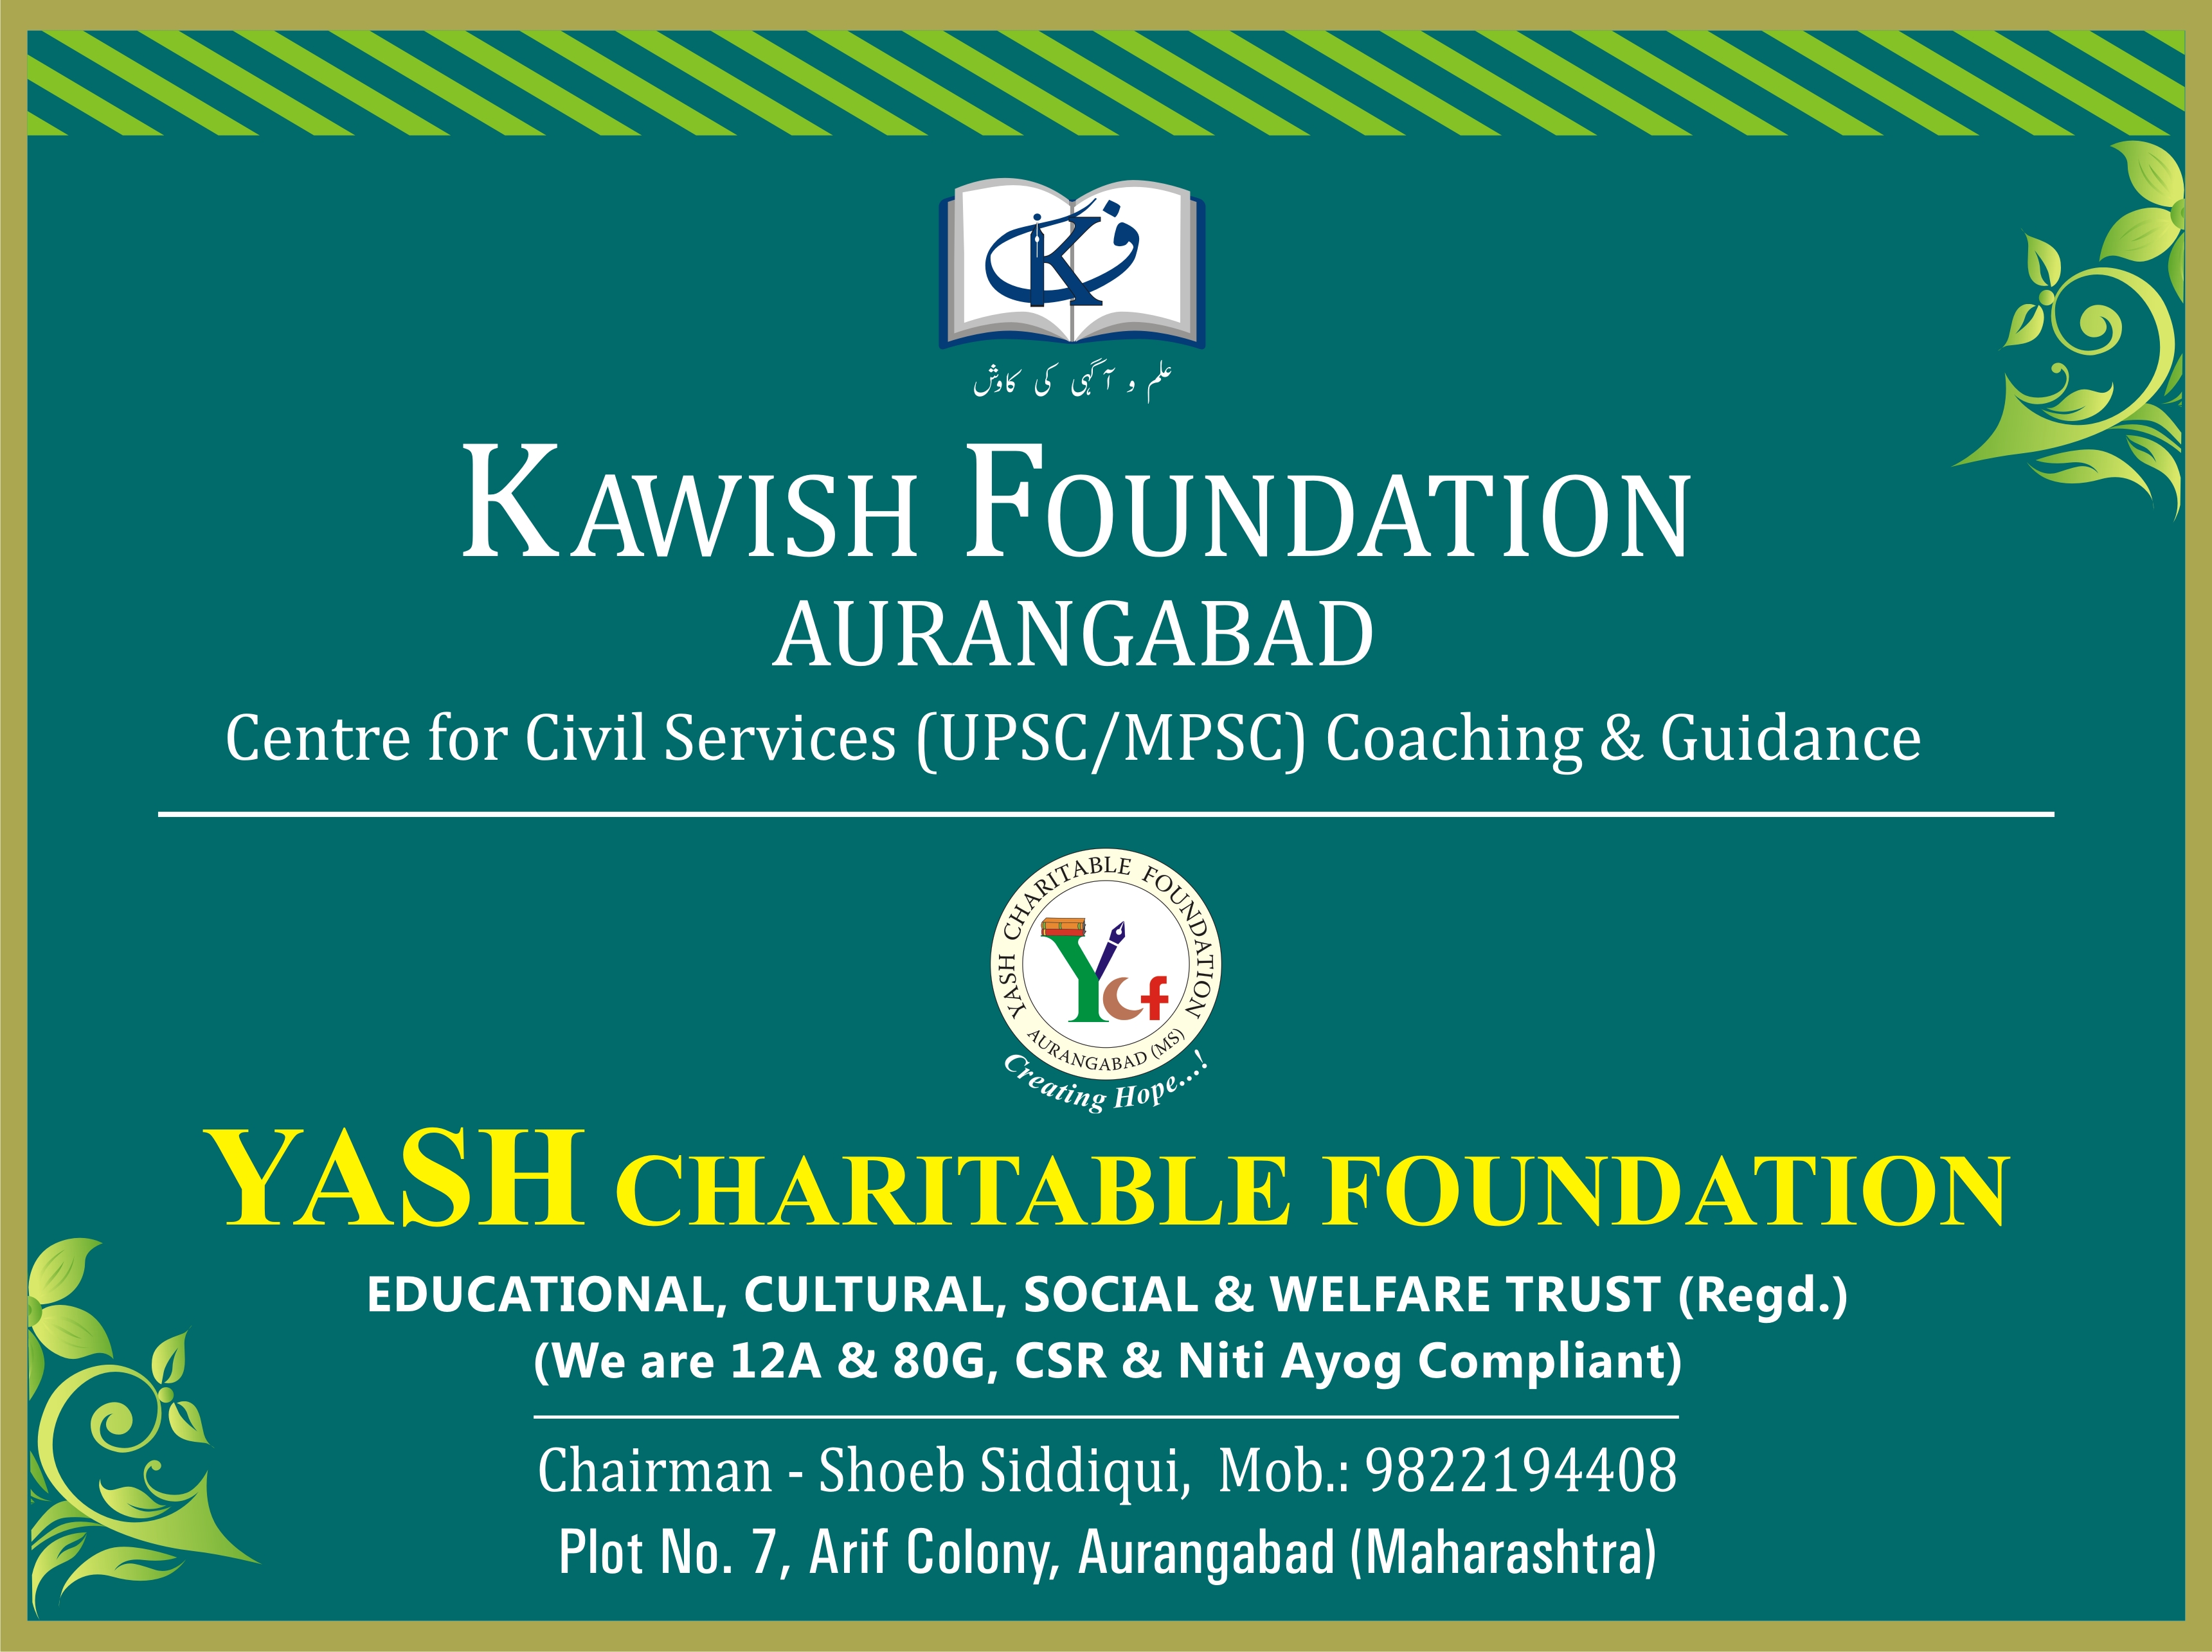 علم و آگہی کی کاوش
KAWISH FOUNDATION
AURANGABAD
Centre for Civil Services (UPSC/MPSC) Coaching & Guidance
YASH CHARITABLE FOUNDATION
Ycf
AURANGABAD (MS)
Creating Hope...!
YASH CHARITABLE FOUNDATION
EDUCATIONAL, CULTURAL, SOCIAL & WELFARE TRUST (Regd.)
(We are 12A & 80G, CSR & Niti Ayog Compliant)
Chairman - Shoeb Siddiqui, Mob.: 9822194408
Plot No. 7, Arif Colony, Aurangabad (Maharashtra)